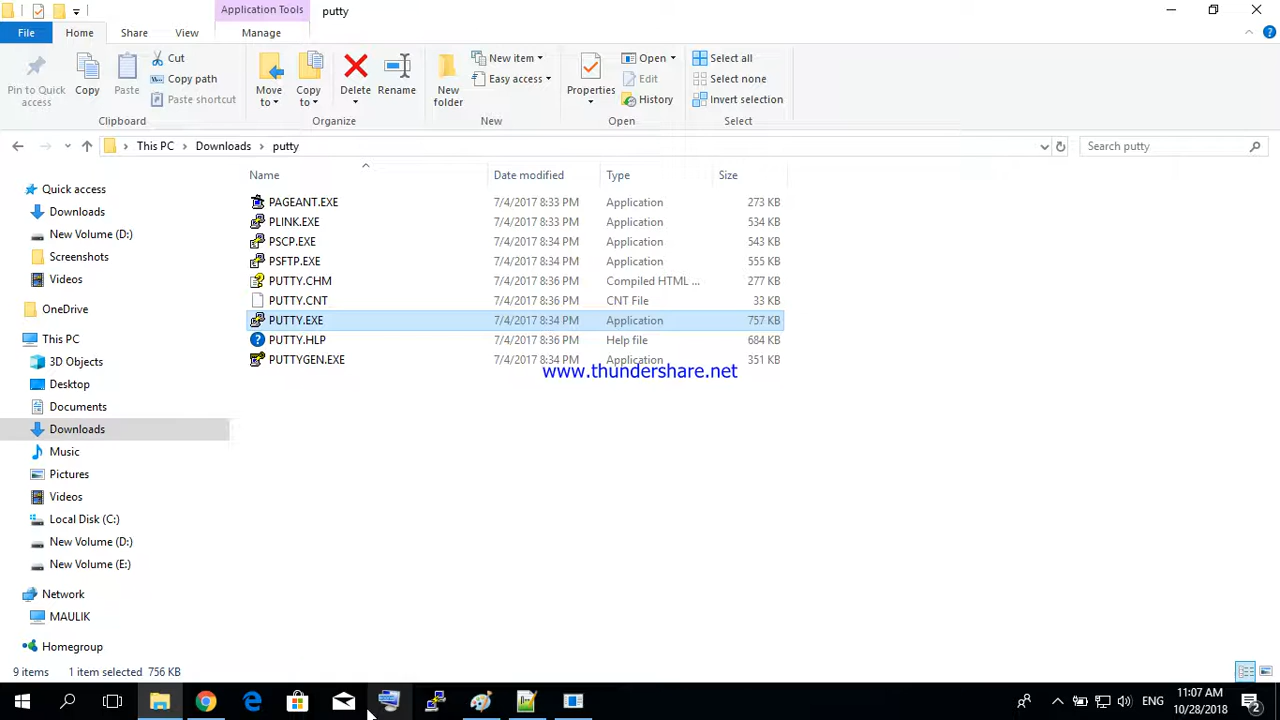 Application Tools
putty
File
Home
Share
View
Manage
Pin to Quick access
Copy
Paste
Cut
Copy path
Paste shortcut
Move to
Copy to
Delete
Rename
New folder
New item
Easy access
Properties
Open
Edit
History
Select all
Select none
Invert selection
Clipboard
Organize
New
Open
Select
This PC > Downloads > putty
Search putty
Name Date modified Type Size
PAGEANT.EXE 7/4/2017 8:33 PM Application 273 KB
PLINK.EXE 7/4/2017 8:33 PM Application 534 KB
PSCP.EXE 7/4/2017 8:34 PM Application 543 KB
PSFTP.EXE 7/4/2017 8:34 PM Application 555 KB
PUTTY.CHM 7/4/2017 8:36 PM Compiled HTML ... 277 KB
PUTTY.CNT 7/4/2017 8:36 PM CNT File 33 KB
PUTTY.EXE 7/4/2017 8:34 PM Application 757 KB
PUTTY.HLP 7/4/2017 8:36 PM Help file 684 KB
PUTTYGEN.EXE 7/4/2017 8:34 PM Application 351 KB
www.thundershare.net
Quick access
Downloads
New Volume (D:)
Screenshots
Videos
OneDrive
This PC
3D Objects
Desktop
Documents
Downloads
Music
Pictures
Videos
Local Disk (C:)
New Volume (D:)
New Volume (E:)
Network
MAULIK
Homegroup
9 items 1 item selected 756 KB
ENG
11:07 AM
10/28/2018
2